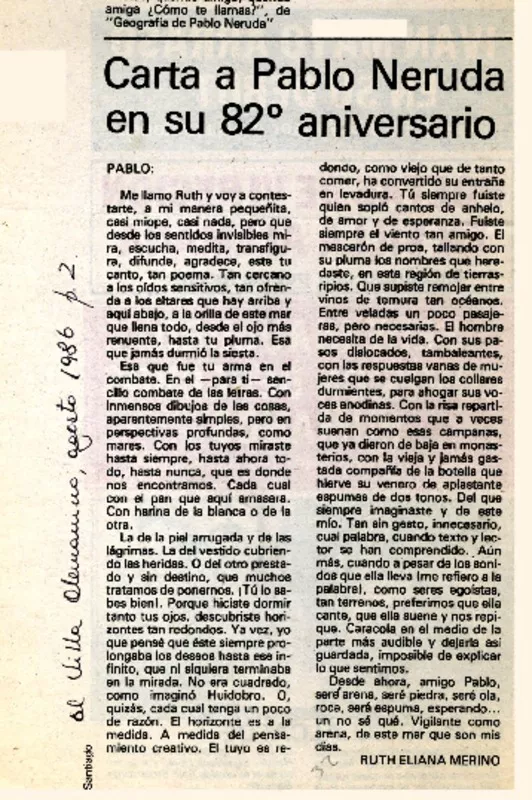 amiga ¿Cómo te llamas?", de
"Geografía de Pablo Neruda"
Carta a Pablo Neruda
en su 82º aniversario
PABLO:
Me llamo Ruth y voy a contes-
tarte, a mi manera pequeñita,
casi miope, casi nada, pero que
desde los sentidos invisibles mi-
ra, escucha, medita, transfigu-
ra, difunde, agradece, este tu
canto, tan poema. Tan cercano
a los oídos sensitivos, tan ofren-
da a los altares que hay arriba y
aquí abajo, a la orilla de este mar
que llena todo, desde el ojo más
renuente, hasta tu pluma. Esa
que jamás durmió la siesta.
Esa que fue tu arma en el
combate. En el —para ti— sen-
cillo combate de las letras. Con
inmensos dibujos de las cosas,
aparentemente simples, pero en
perspectivas profundas, como
mares. Con los tuyos miraste
hasta siempre, hasta ahora to-
do, hasta nunca, que es donde
nos encontramos. Cada cual
con el pan que aquí amasara.
Con harina de la blanca o de la
otra.
La de la piel arrugada y de las
lágrimas. La del vestido cubrien-
do las heridas. O del otro presta-
do y sin destino, que muchos
tratamos de ponernos. ¡Tú lo sa-
bes bien!. Porque hiciste dormir
tanto tus ojos, descubriste hori-
zontes tan redondos. Ya vez, yo
que pensé que éste siempre pro-
longaba los deseos hasta ese in-
finito, que ni siquiera terminaba
en la mirada. No era cuadrado,
como imaginó Huidobro. O,
quizás, cada cual tenga un poco
de razón. El horizonte es a la
medida. A medida del pensa-
miento creativo. El tuyo es re-
dondo, como viejo que de tanto
comer, ha convertido su entraña
en levadura. Tú siempre fuiste
quien sopló cantos de anhelo,
de amor y de esperanza. Fuiste
siempre el viento tan amigo. El
mascarón de proa, tallando con
su pluma los nombres que here-
daste, en esta región de tierras-
ripios. Que supiste remojar entre
vinos de ternura tan océanos.
Entre veladas un poco pasaje-
ras, pero necesarias. El hombre
necesita de la vida. Con sus pa-
sos dislocados, tambaleantes,
con las respuestas vanas de mu-
jeres que se cuelgan los collares
durmientes, para ahogar sus vo-
ces anodinas. Con la risa reparti-
da de momentos que a veces
suenan como esas campanas,
que ya dieron de baja en monas-
terios, con la vieja y jamás gas-
tada compañía de la botella que
hierve su venero de aplastante
espumas de dos tonos. Del que
siempre imaginaste y de este
mío. Tan sin gesto, innecesario,
cual palabra, cuando texto y lec-
tor se han comprendido. Aún
más, cuando a pesar de los soni-
dos que ella lleva (me refiero a la
palabra), como seres egoístas,
tan terrenos, preferimos que ella
cante, que ella suene y nos repi-
que. Caracola en el medio de la
parte más audible y dejarla así
guardada, imposible de explicar
lo que sentimos.
Desde ahora, amigo Pablo,
seré arena, seré piedra, seré ola,
roca, será espuma, esperando...
un no sé qué. Vigilante como
arena, de este mar que son mis
días.
RUTH ELIANA MERINO
El Villa Alemanino, agosto 1986 p. 2.
Santiago